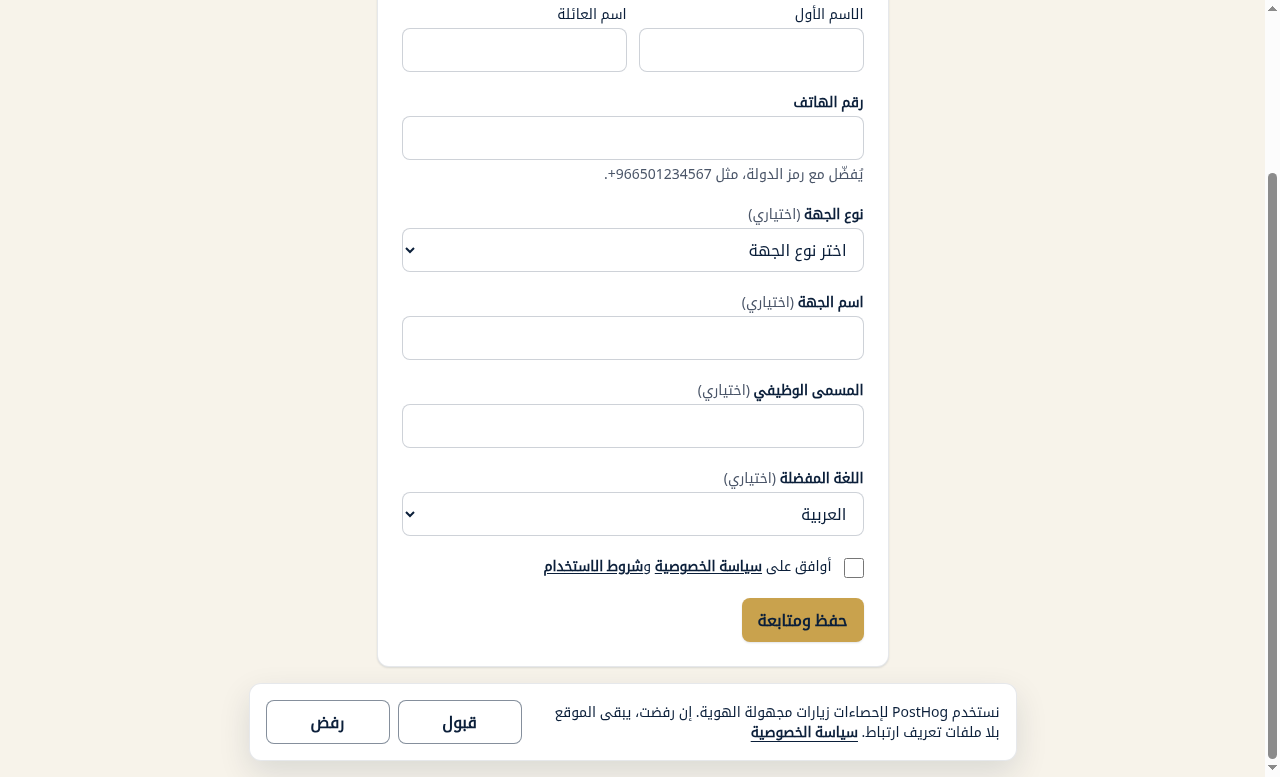 الاسم الأول
اسم العائلة
رقم الهاتف
يُفضّل مع رمز الدولة، مثل 966501234567+.
نوع الجهة (اختياري)
اختر نوع الجهة
اسم الجهة (اختياري)
المسمى الوظيفي (اختياري)
اللغة المفضلة (اختياري)
العربية
أوافق على سياسة الخصوصية وشروط الاستخدام
حفظ ومتابعة
نستخدم PostHog لإحصاءات زيارات مجهولة الهوية. إن رفضت، يبقى الموقع
بلا ملفات تعريف ارتباط. سياسة الخصوصية
قبول
رفض